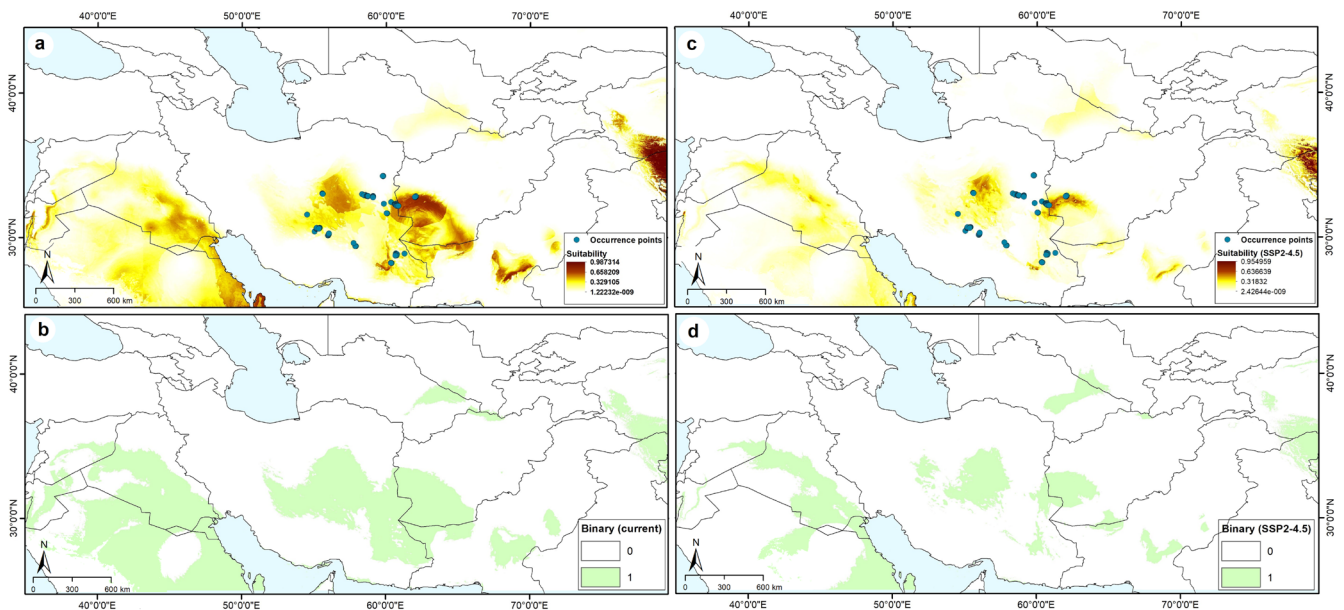 40°0'0"E 50°0'0"E 60°0'0"E 70°0'0"E
40°0'0"E 50°0'0"E 60°0'0"E 70°0'0"E
a
40°0'0"N
30°0'0"N
N
0 300 600 km
Occurrence points
Suitability
0.987314
0.658209
0.329105
1.22232e-009
c
40°0'0"N
30°0'0"N
N
0 300 600 km
Occurrence points
Suitability (SSP2-4.5)
0.954959
0.636639
0.31832
2.42644e-009
b
40°0'0"N
30°0'0"N
N
0 300 600 km
Binary (current)
0
1
d
40°0'0"N
30°0'0"N
N
0 300 600 km
Binary (SSP2-4.5)
0
1
40°0'0"E 50°0'0"E 60°0'0"E 70°0'0"E
40°0'0"E 50°0'0"E 60°0'0"E 70°0'0"E